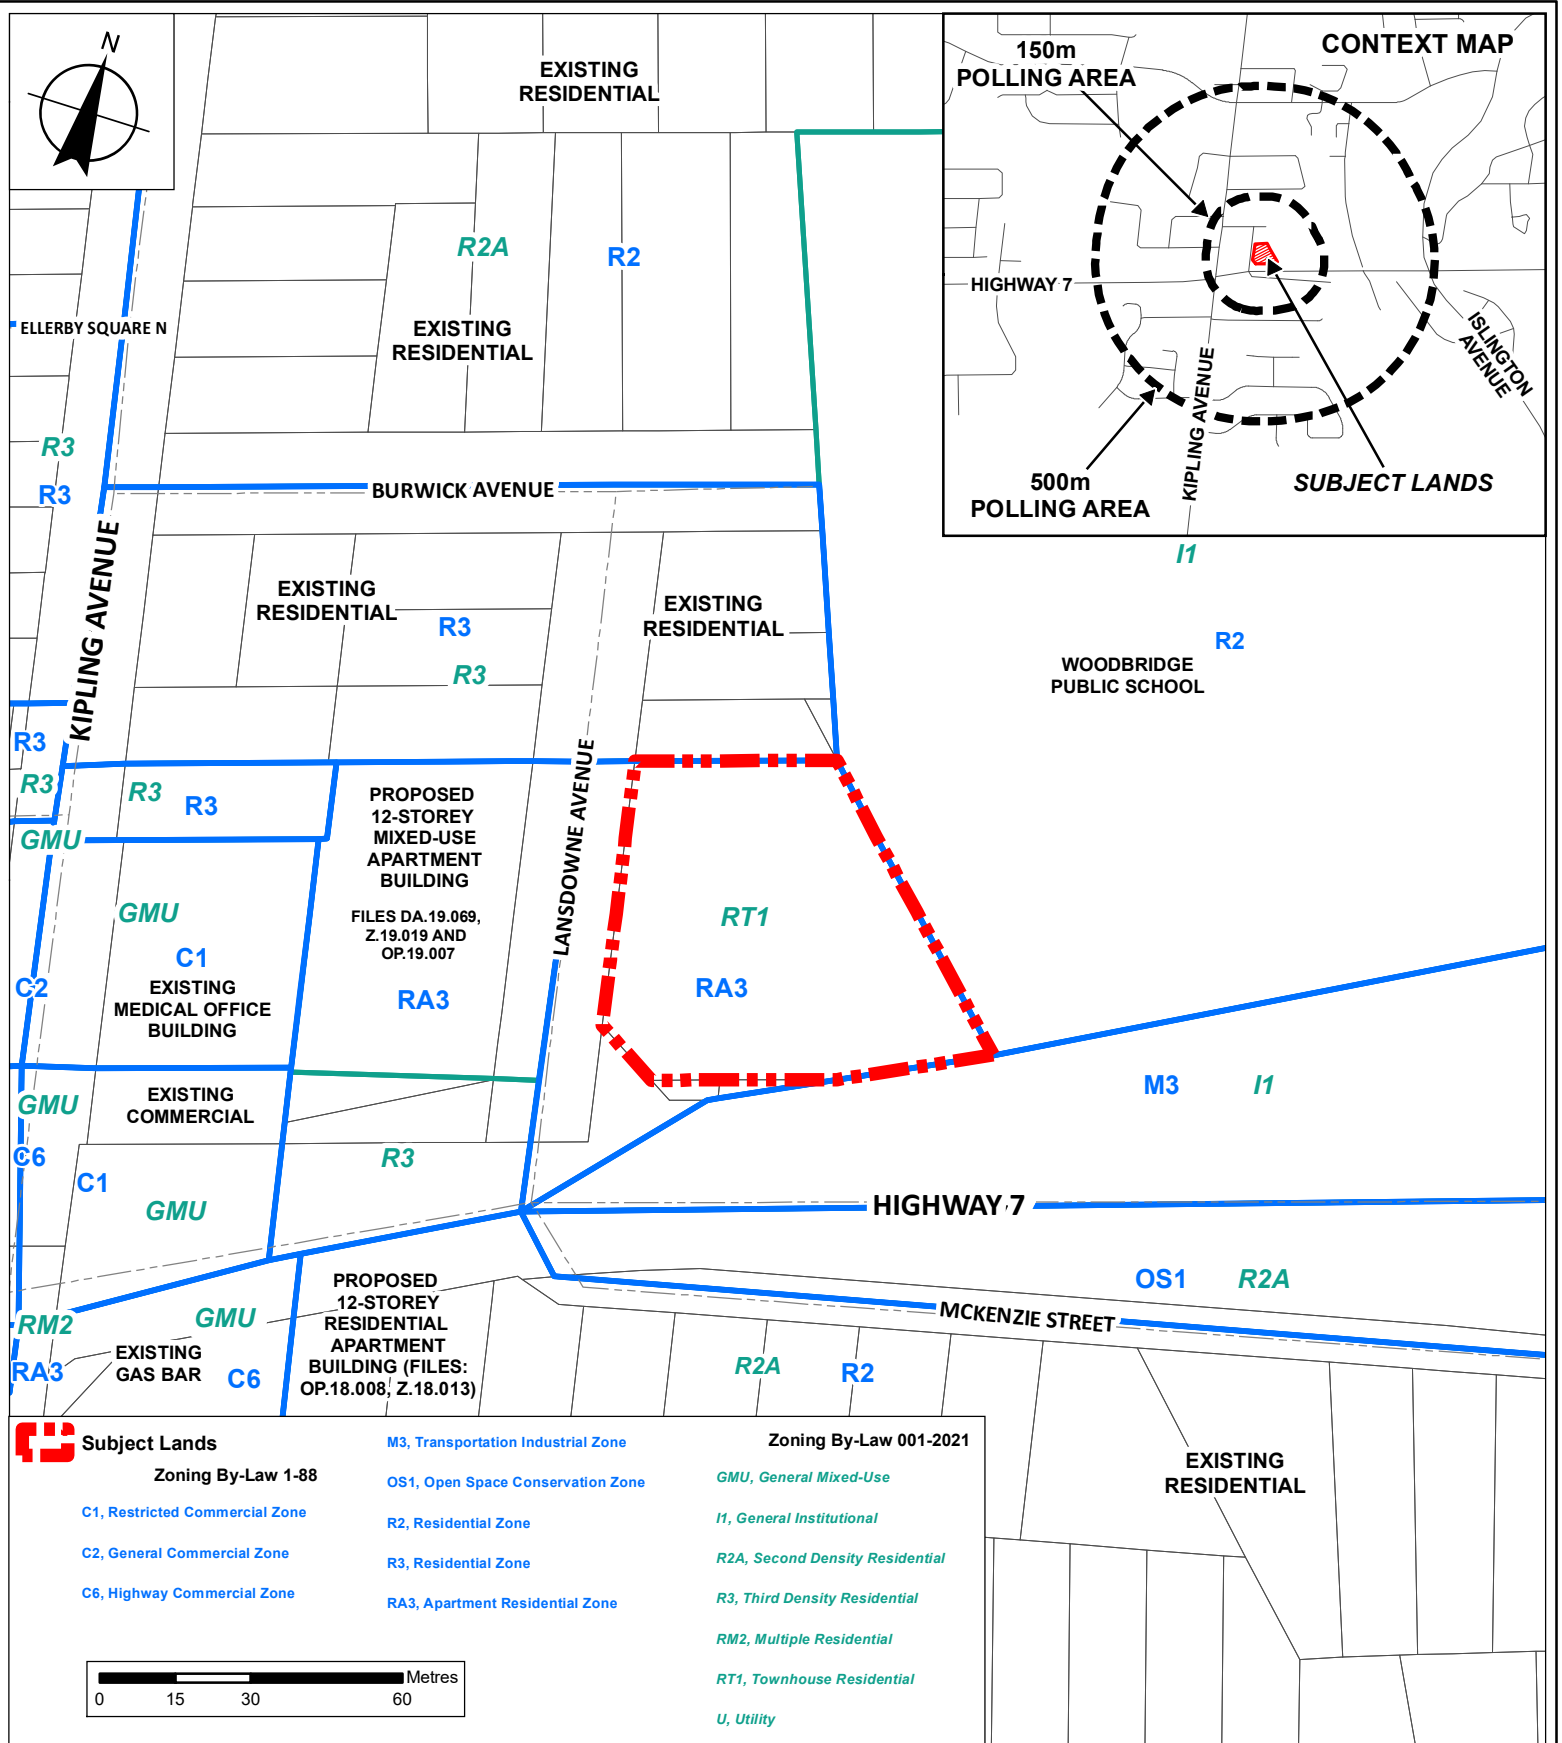 N
EXISTING
RESIDENTIAL
CONTEXT MAP
150m
POLLING AREA
HIGHWAY 7
ISLINGTON
AVENUE
KIPLING AVENUE
500m
POLLING AREA
SUBJECT LANDS
R2A
R2
ELLERBY SQUARE N
EXISTING
RESIDENTIAL
R3
R3
BURWICK AVENUE
KIPLING AVENUE
I1
EXISTING
RESIDENTIAL
R3
R3
EXISTING
RESIDENTIAL
R2
WOODBRIDGE
PUBLIC SCHOOL
R3
R3
R3
R3
GMU
PROPOSED
12-STOREY
MIXED-USE
APARTMENT
BUILDING
FILES DA.19.069,
Z.19.019 AND
OP.19.007
RA3
LANSDOWNE AVENUE
RT1
RA3
GMU
C1
C2
EXISTING
MEDICAL OFFICE
BUILDING
GMU
EXISTING
COMMERCIAL
M3
I1
C6
C1
GMU
R3
HIGHWAY 7
OS1
R2A
MCKENZIE STREET
RM2
RA3
GMU
EXISTING
GAS BAR
C6
PROPOSED
12-STOREY
RESIDENTIAL
APARTMENT
BUILDING (FILES:
OP.18.008, Z.18.013)
R2A
R2
EXISTING
RESIDENTIAL
Subject Lands
Zoning By-Law 1-88
C1, Restricted Commercial Zone
C2, General Commercial Zone
C6, Highway Commercial Zone
M3, Transportation Industrial Zone
OS1, Open Space Conservation Zone
R2, Residential Zone
R3, Residential Zone
RA3, Apartment Residential Zone
Zoning By-Law 001-2021
GMU, General Mixed-Use
I1, General Institutional
R2A, Second Density Residential
R3, Third Density Residential
RM2, Multiple Residential
RT1, Townhouse Residential
U, Utility
Metres
0 15 30 60